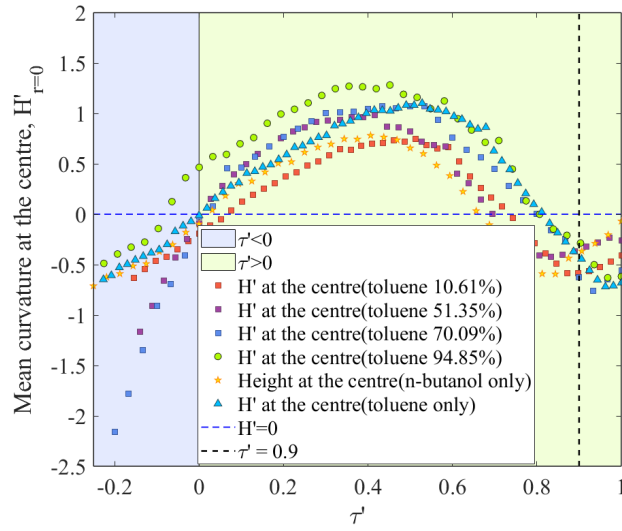 Mean curvature at the centre, H'r=0
2
1.5
1
0.5
0
-0.5
-1
-1.5
-2
-2.5
τ'<0
τ'>0
H' at the centre(toluene 10.61%)
H' at the centre(toluene 51.35%)
H' at the centre(toluene 70.09%)
H' at the centre(toluene 94.85%)
Height at the centre(n-butanol only)
H' at the centre(toluene only)
H'=0
τ' = 0.9
-0.2 0 0.2 0.4 0.6 0.8 1
τ'